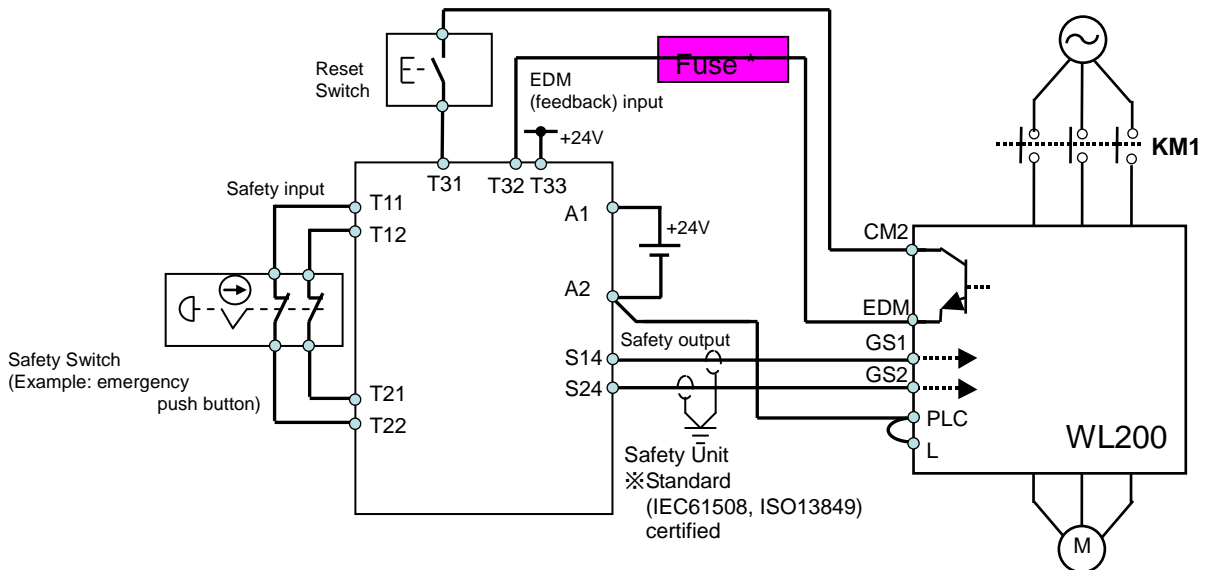 Reset
Switch
EDM
(feedback) input
Fuse *
+24V
KM1
T31
T32
T33
Safety input
T11
T12
A1
+24V
A2
CM2
EDM
Safety output
GS1
S14
GS2
S24
Safety Switch
(Example: emergency
push button)
T21
T22
PLC
L
WL200
Safety Unit
※Standard
(IEC61508, ISO13849)
certified
M